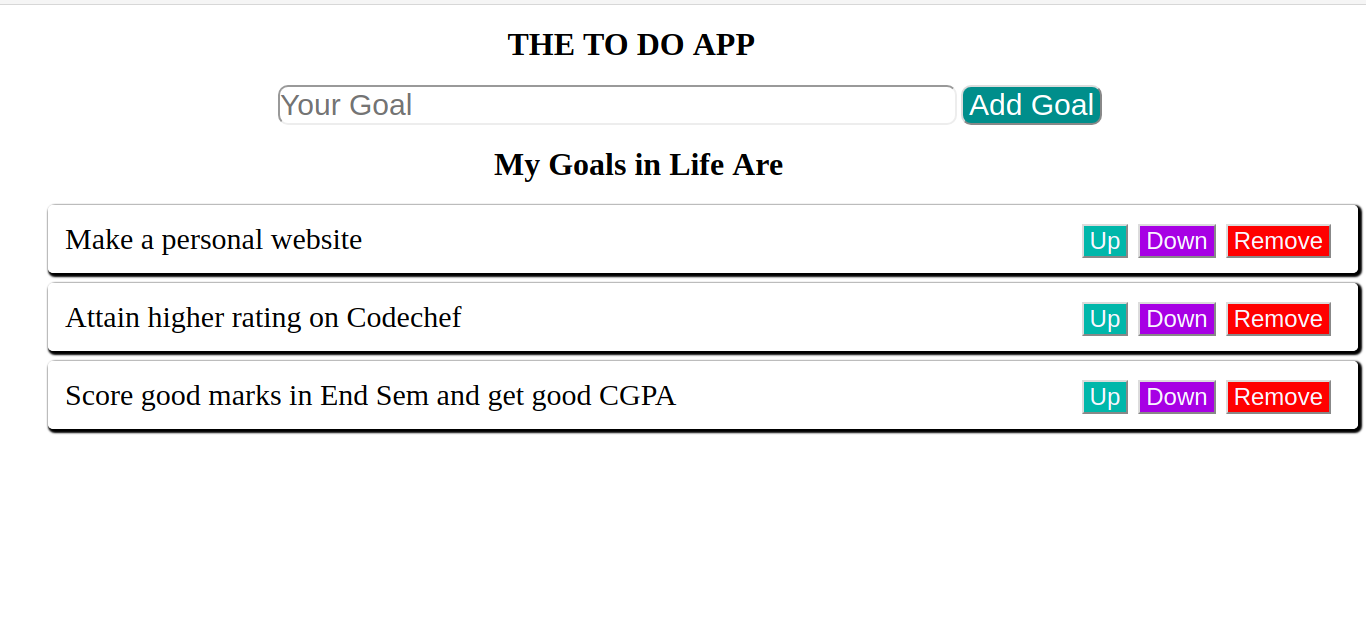 THE TO DO APP
Your Goal Add Goal
My Goals in Life Are
Make a personal website Up Down Remove
Attain higher rating on Codechef Up Down Remove
Score good marks in End Sem and get good CGPA Up Down Remove